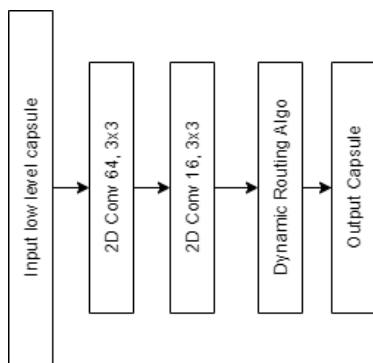 Input low level capsule
2D Conv 64, 3x3
2D Conv 16, 3x3
Dynamic Routing Algo
Output Capsule